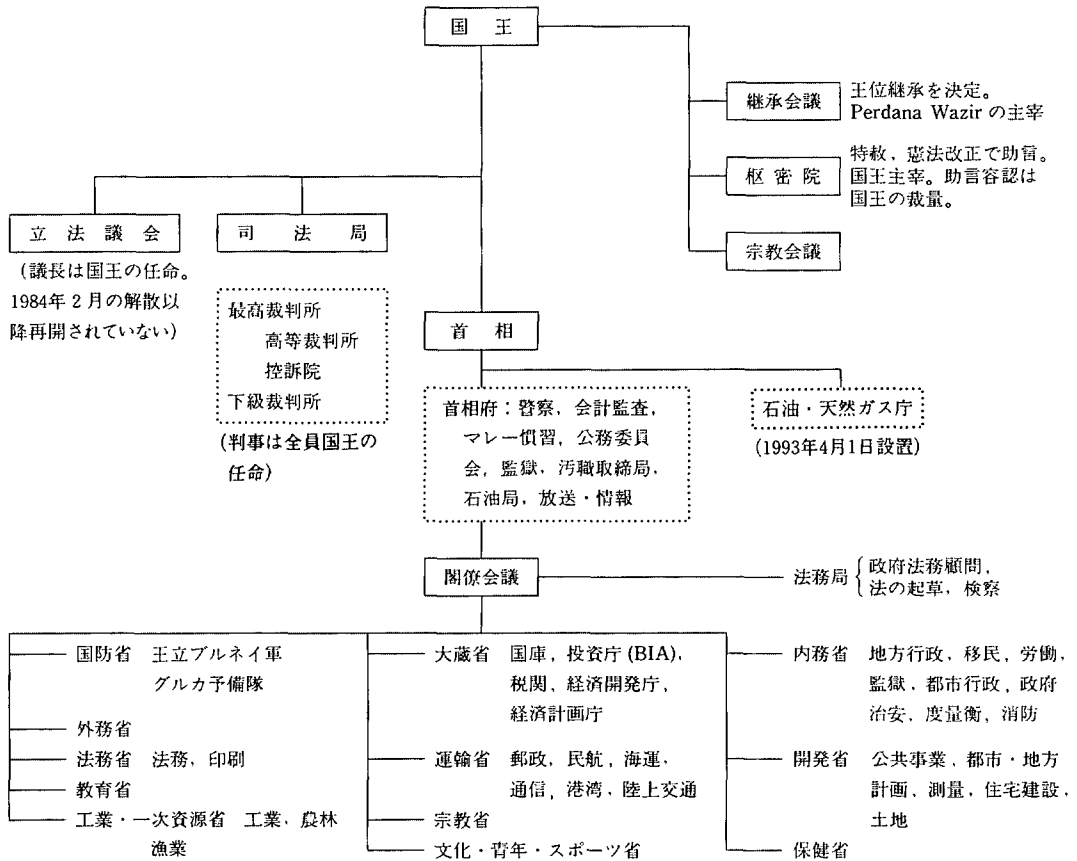 国王
継承会議
王位継承を決定。
Perdana Wazir の主宰
枢密院
特赦，憲法改正で助言。
国王主宰。助言容認は
国王の裁量。
宗教会議
立法議会
(議長は国王の任命。
1984年2月の解散以
降再開されていない)
司法局
最高裁判所
高等裁判所
控訴院
下級裁判所
(判事は全員国王の
任命)
首相
首相府：警察，会計監査，
マレー慣習，公務委員
会，監獄，汚職取締局，
石油局，放送・情報
石油・天然ガス庁
(1993年4月1日設置)
閣僚会議
法務局
政府法務顧問，
法の起草，検察
国防省 王立ブルネイ軍
グルカ予備隊
外務省
法務省 法務，印刷
教育省
工業・一次資源省 工業，農林
漁業
大蔵省 国庫，投資庁(BIA)，
税関，経済開発庁，
経済計画庁
運輸省 郵政，民航，海運，
通信，港湾，陸上交通
宗教省
文化・青年・スポーツ省
内務省 地方行政，移民，労働，
監獄，都市行政，政府
治安，度量衡，消防
開発省 公共事業，都市・地方
計画，測量，住宅建設，
土地
保健省